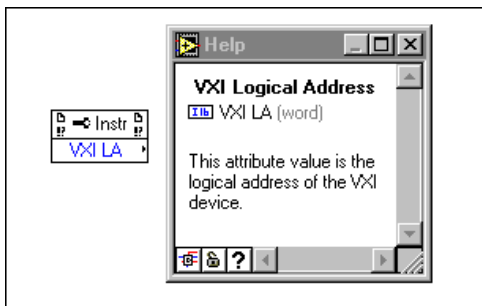 Instr
VXI LA
Help
VXI Logical Address
I16 VXI LA (word)
This attribute value is the
logical address of the VXI
device.
?